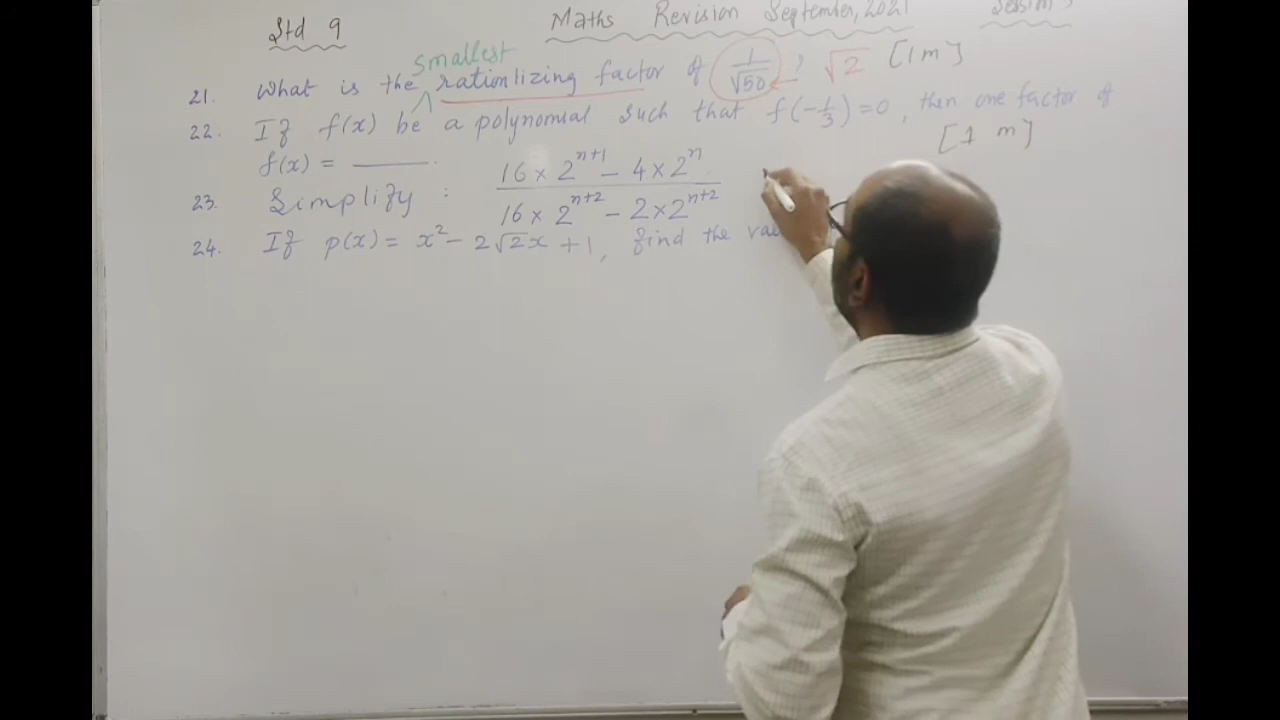 Std 9
Maths Revision September, 2021
smallest
21. What is the rationlizing factor of 1/√50 ? √2 [1m]
22. If f(x) be a polynomial such that f(-1/3) = 0, then one factor of
[1 m]
f(x) = ______.
23. Simplify : (16 × 2^(n+1) - 4 × 2^n) / (16 × 2^(n+2) - 2 × 2^(n+2))
24. If p(x) = x² - 2√2x + 1, find the